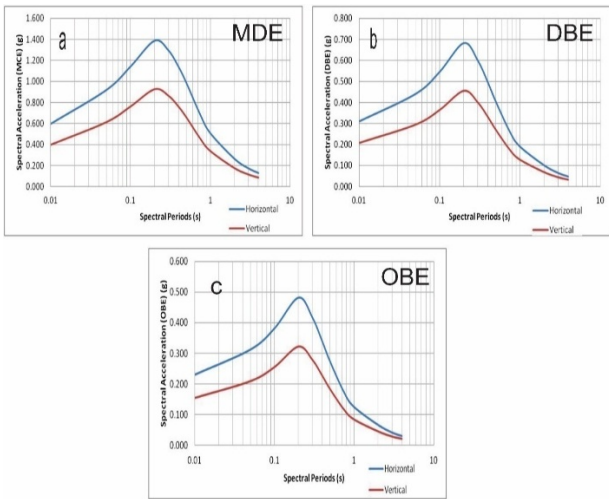 a
MDE
Spectral Acceleration (MCE) (g)
1.600
1.400
1.200
1.000
0.800
0.600
0.400
0.200
0.000
0.01
0.1
1
10
Spectral Periods (s)
Horizontal
Vertical
b
DBE
Spectral Acceleration (DBE) (g)
0.800
0.700
0.600
0.500
0.400
0.300
0.200
0.100
0.000
0.01
0.1
1
10
Spectral Periods (s)
Horizontal
Vertical
c
OBE
Spectral Acceleration (OBE) (g)
0.600
0.500
0.400
0.300
0.200
0.100
0.000
0.01
0.1
1
10
Spectral Periods (s)
Horizontal
Vertical